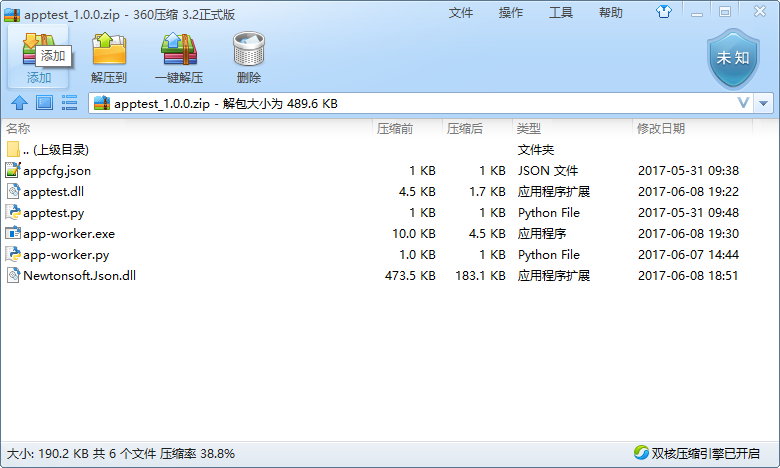 apptest_1.0.0.zip - 360压缩 3.2正式版 文件 操作 工具 帮助
添加
添加 解压到 一键解压 删除 未知
apptest_1.0.0.zip - 解包大小为 489.6 KB
名称 压缩前 压缩后 类型 修改日期
.. (上级目录) 文件夹
appcfg.json 1 KB 1 KB JSON 文件 2017-05-31 09:38
apptest.dll 4.5 KB 1.7 KB 应用程序扩展 2017-06-08 19:22
apptest.py 1 KB 1 KB Python File 2017-05-31 09:48
app-worker.exe 10.0 KB 4.5 KB 应用程序 2017-06-08 19:30
app-worker.py 1.0 KB 1 KB Python File 2017-06-07 14:44
Newtonsoft.Json.dll 473.5 KB 183.1 KB 应用程序扩展 2017-06-08 18:51
大小: 190.2 KB 共 6 个文件 压缩率 38.8% 双核压缩引擎已开启